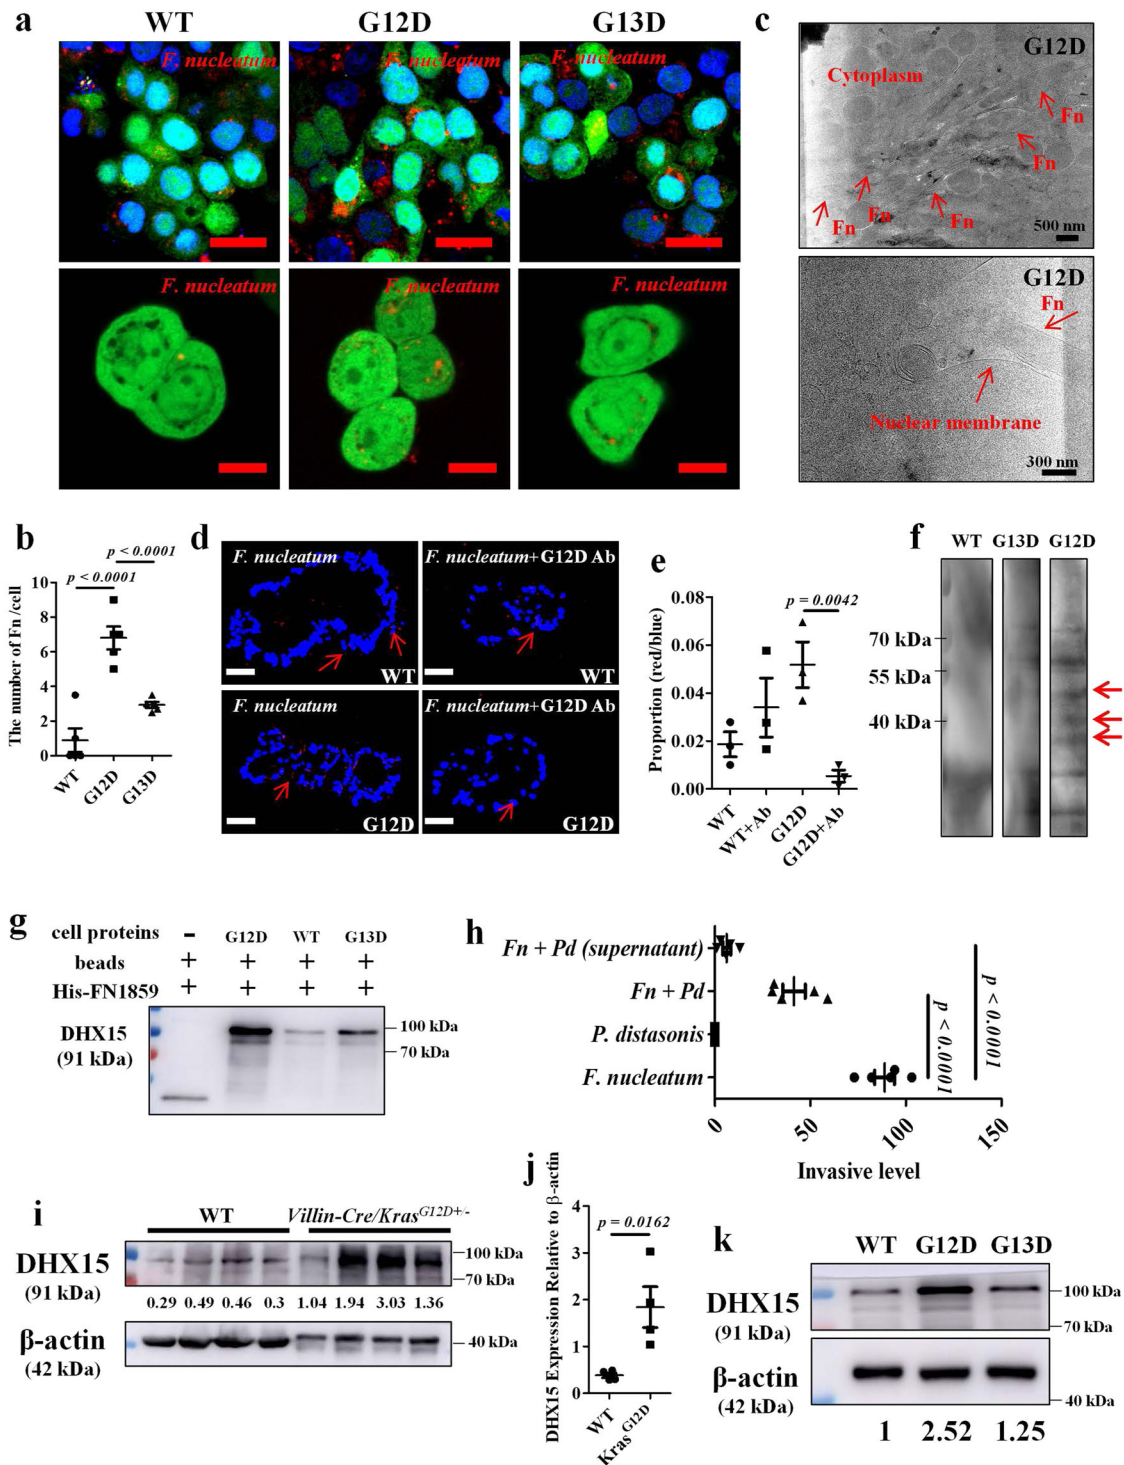 a
WT
G12D
G13D
F. nucleatum
F. nucleatum
F. nucleatum
F. nucleatum
F. nucleatum
F. nucleatum
c
G12D
Cytoplasm
Fn
Fn
Fn
Fn
Fn
500 nm
G12D
Fn
Nuclear membrane
300 nm
b
The number of Fn /cell
p < 0.0001
p < 0.0001
10
8
6
4
2
0
WT
G12D
G13D
d
F. nucleatum
WT
F. nucleatum+G12D Ab
WT
F. nucleatum
G12D
F. nucleatum+G12D Ab
G12D
e
Proportion (red/blue)
p = 0.0042
0.08
0.06
0.04
0.02
0.00
WT
WT+Ab
G12D
G12D+Ab
f
WT G13D G12D
70 kDa
55 kDa
40 kDa
g
cell proteins – G12D WT G13D
beads + + + +
His-FN1859 + + + +
DHX15
(91 kDa)
100 kDa
70 kDa
h
Fn + Pd (supernatant)
Fn + Pd
P. distasonis
F. nucleatum
p < 0.0001
p < 0.0001
0
50
100
150
Invasive level
i
WT
Villin-Cre/Kras^G12D+/-
DHX15
(91 kDa)
100 kDa
70 kDa
0.29 0.49 0.46 0.3 1.04 1.94 3.03 1.36
β-actin
(42 kDa)
40 kDa
j
DHX15 Expression Relative to β-actin
p = 0.0162
4
3
2
1
0
WT
Kras^G12D
k
WT G12D G13D
DHX15
(91 kDa)
100 kDa
70 kDa
β-actin
(42 kDa)
40 kDa
1 2.52 1.25